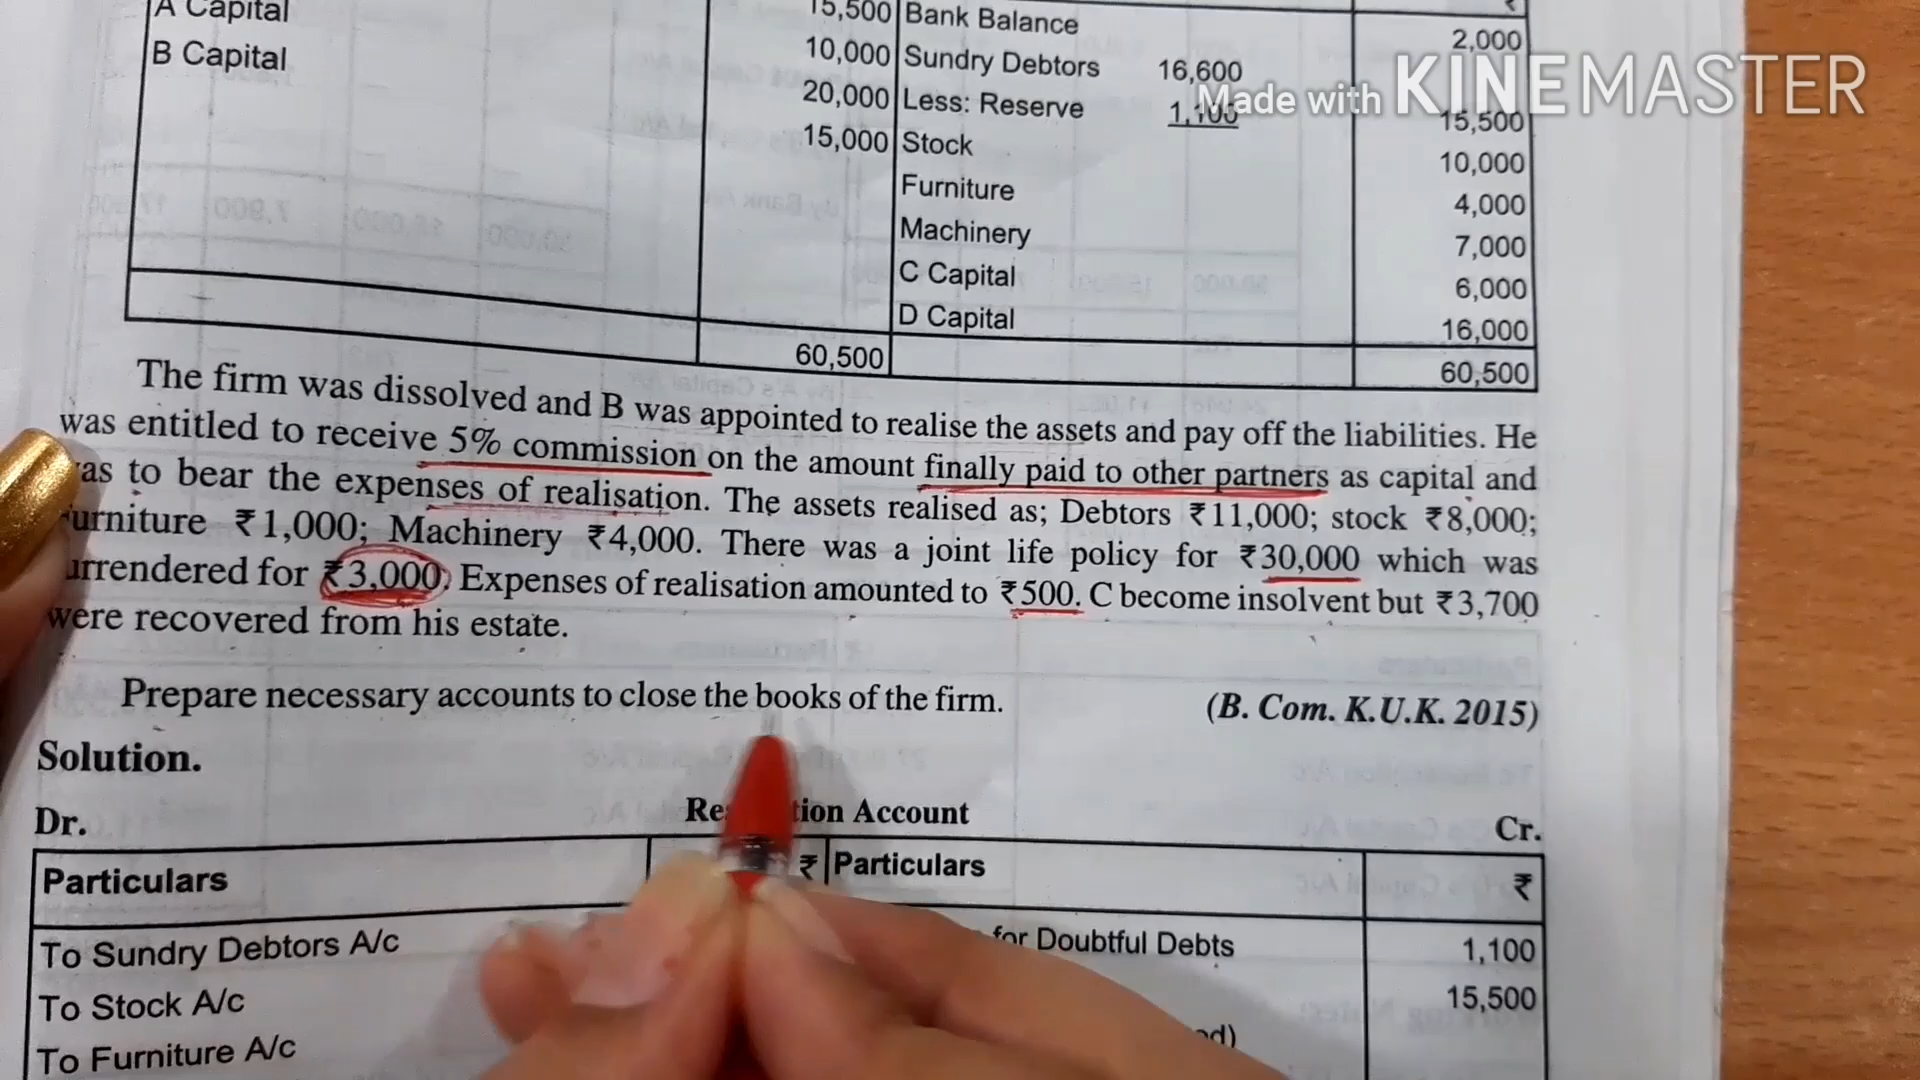 A Capital 15,500 Bank Balance 2,000
B Capital 10,000 Sundry Debtors 16,600
20,000 Less: Reserve 1,100 15,500
15,000 Stock 10,000
Furniture 4,000
Machinery 7,000
C Capital 6,000
D Capital 16,000
60,500 60,500
Made with KINEMASTER
The firm was dissolved and B was appointed to realise the assets and pay off the liabilities. He
was entitled to receive 5% commission on the amount finally paid to other partners as capital and
was to bear the expenses of realisation. The assets realised as; Debtors ₹11,000; stock ₹8,000;
urniture ₹1,000; Machinery ₹4,000. There was a joint life policy for ₹30,000 which was
urrendered for ₹3,000. Expenses of realisation amounted to ₹500. C become insolvent but ₹3,700
were recovered from his estate.
Prepare necessary accounts to close the books of the firm. (B. Com. K.U.K. 2015)
Solution.
Dr. Re tion Account Cr.
Particulars ₹ Particulars ₹
To Sundry Debtors A/c for Doubtful Debts 1,100
To Stock A/c 15,500
To Furniture A/c